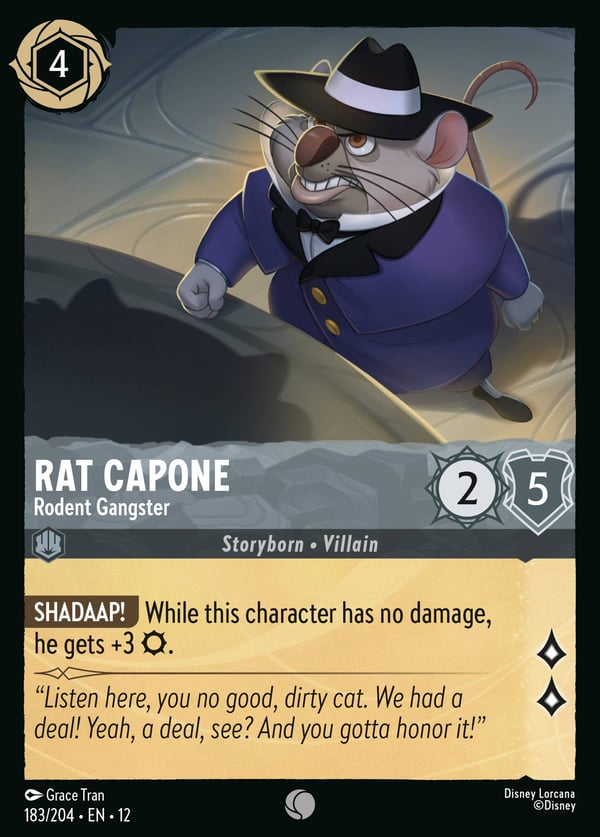 4
RAT CAPONE
Rodent Gangster
2
5
Storyborn • Villain
SHADAAP! While this character has no damage,
he gets +3 .
“Listen here, you no good, dirty cat. We had a
deal! Yeah, a deal, see? And you gotta honor it!”
Grace Tran
183/204 • EN • 12
Disney Lorcana
©Disney